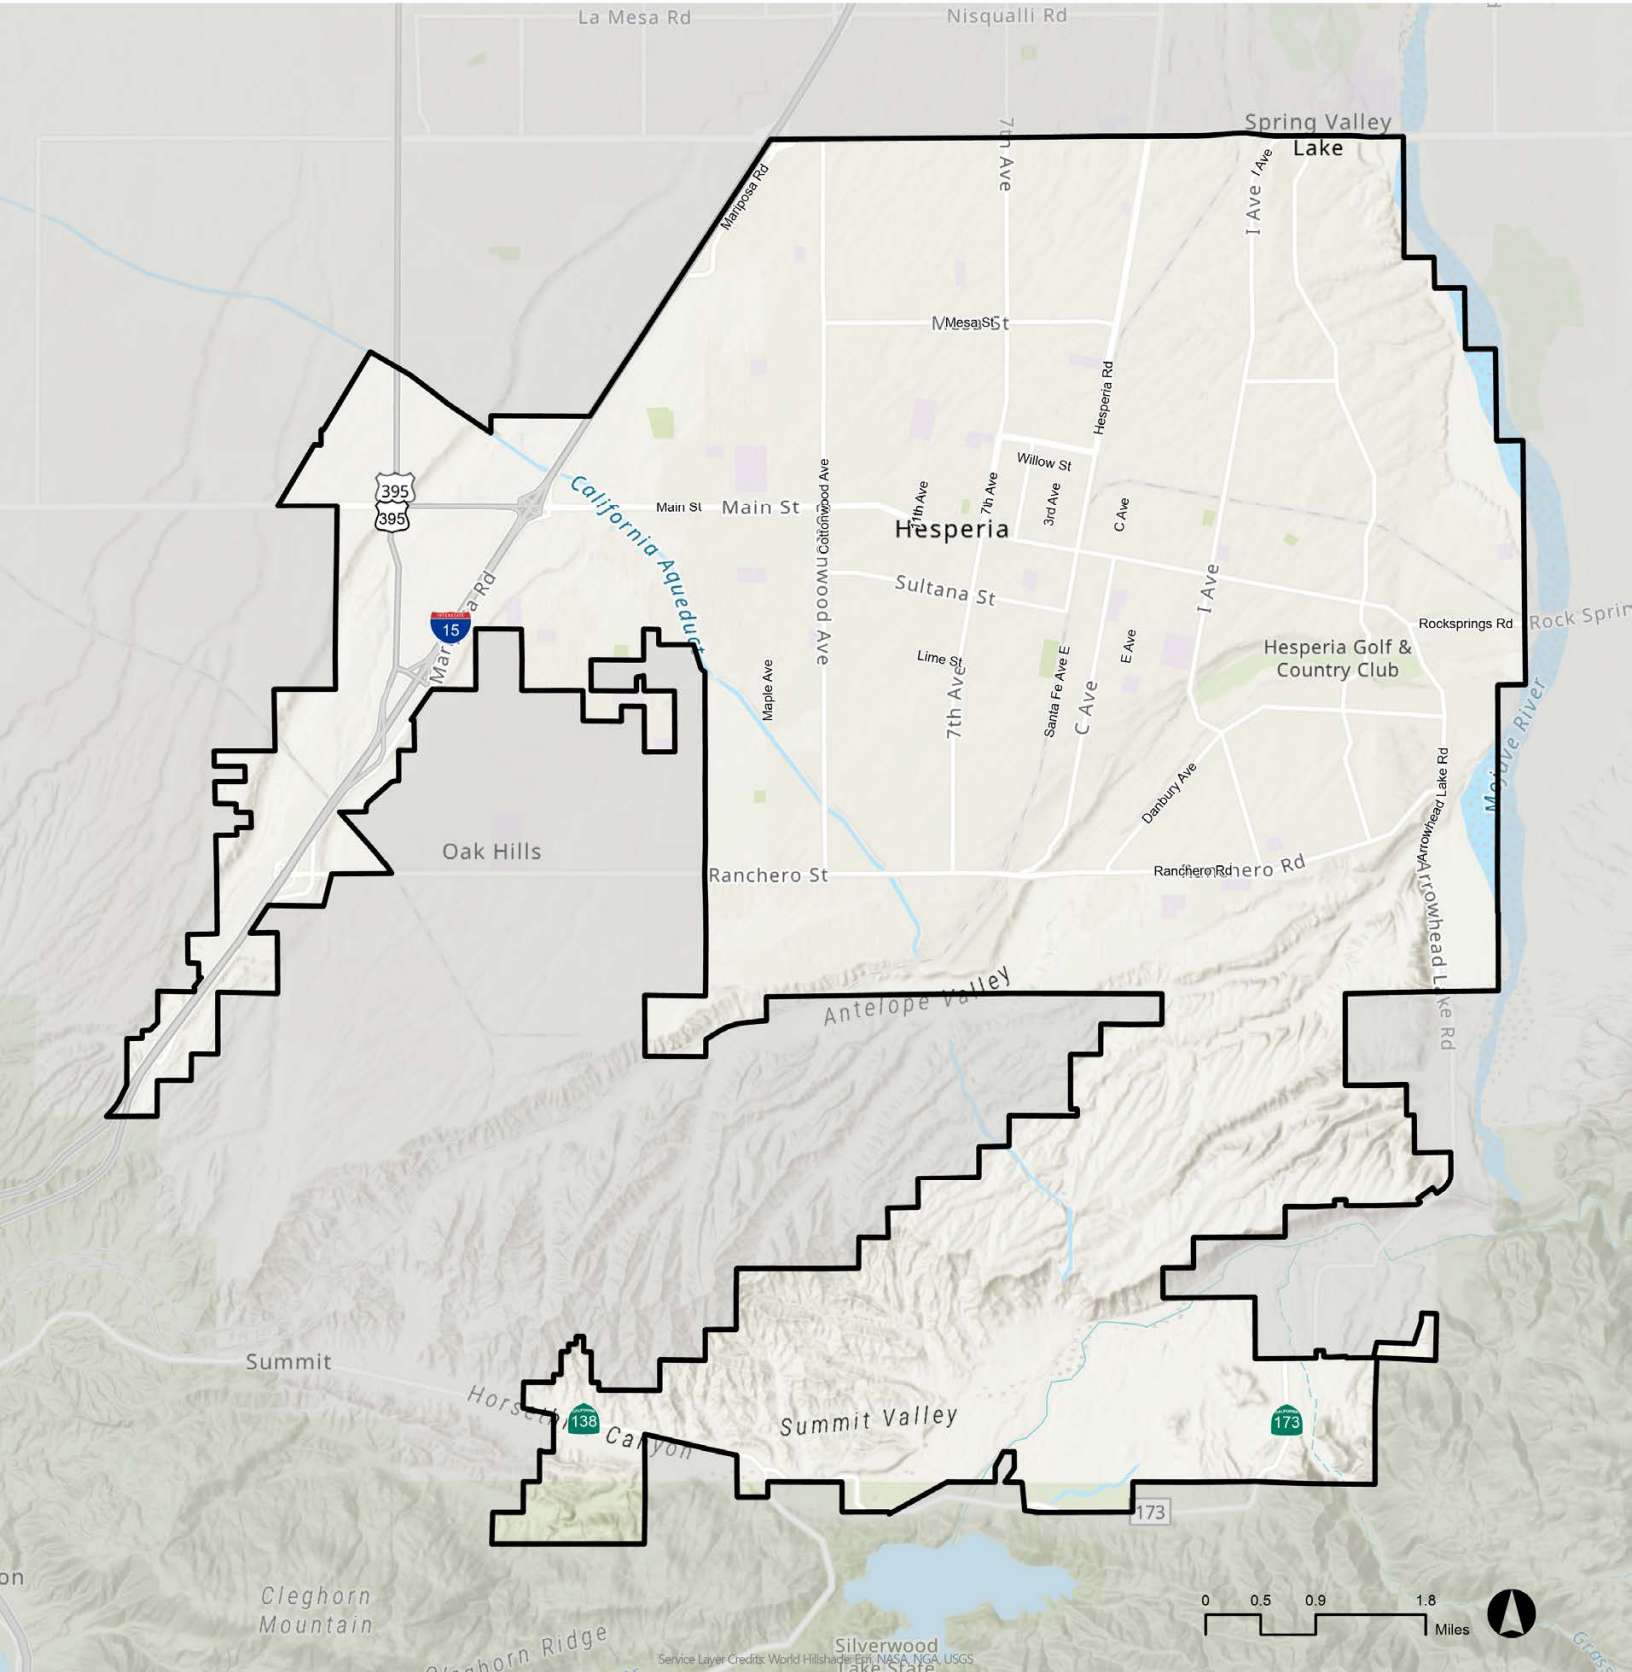 La Mesa Rd
Nisqualli Rd
Spring Valley
Lake
7th Ave
I Ave
I Ave
Mariposa Rd
Mesa St
Hesperia Rd
Willow St
395
395
California Aqueduct
Main St
Main St
Cottonwood Ave
11th Ave
7th Ave
3rd Ave
C Ave
Hesperia
Sultana St
I Ave
INTERSTATE
15
Rocksprings Rd
Lime St
7th Ave
Maple Ave
Santa Fe Ave E
E Ave
C Ave
Hesperia Golf &
Country Club
Mojave River
Danbury Ave
Arrowhead Lake Rd
Oak Hills
Ranchero St
Ranchero Rd
Arrowhead Lake Rd
Antelope Valley
Summit
138
Canyon
Summit Valley
173
173
Cleghorn
Mountain
Cleghorn Ridge
Silverwood
Lake State
0 0.5 0.9 1.8
Miles
Service Layer Credits: World Hillshade: Esri, NASA, NGA, USGS